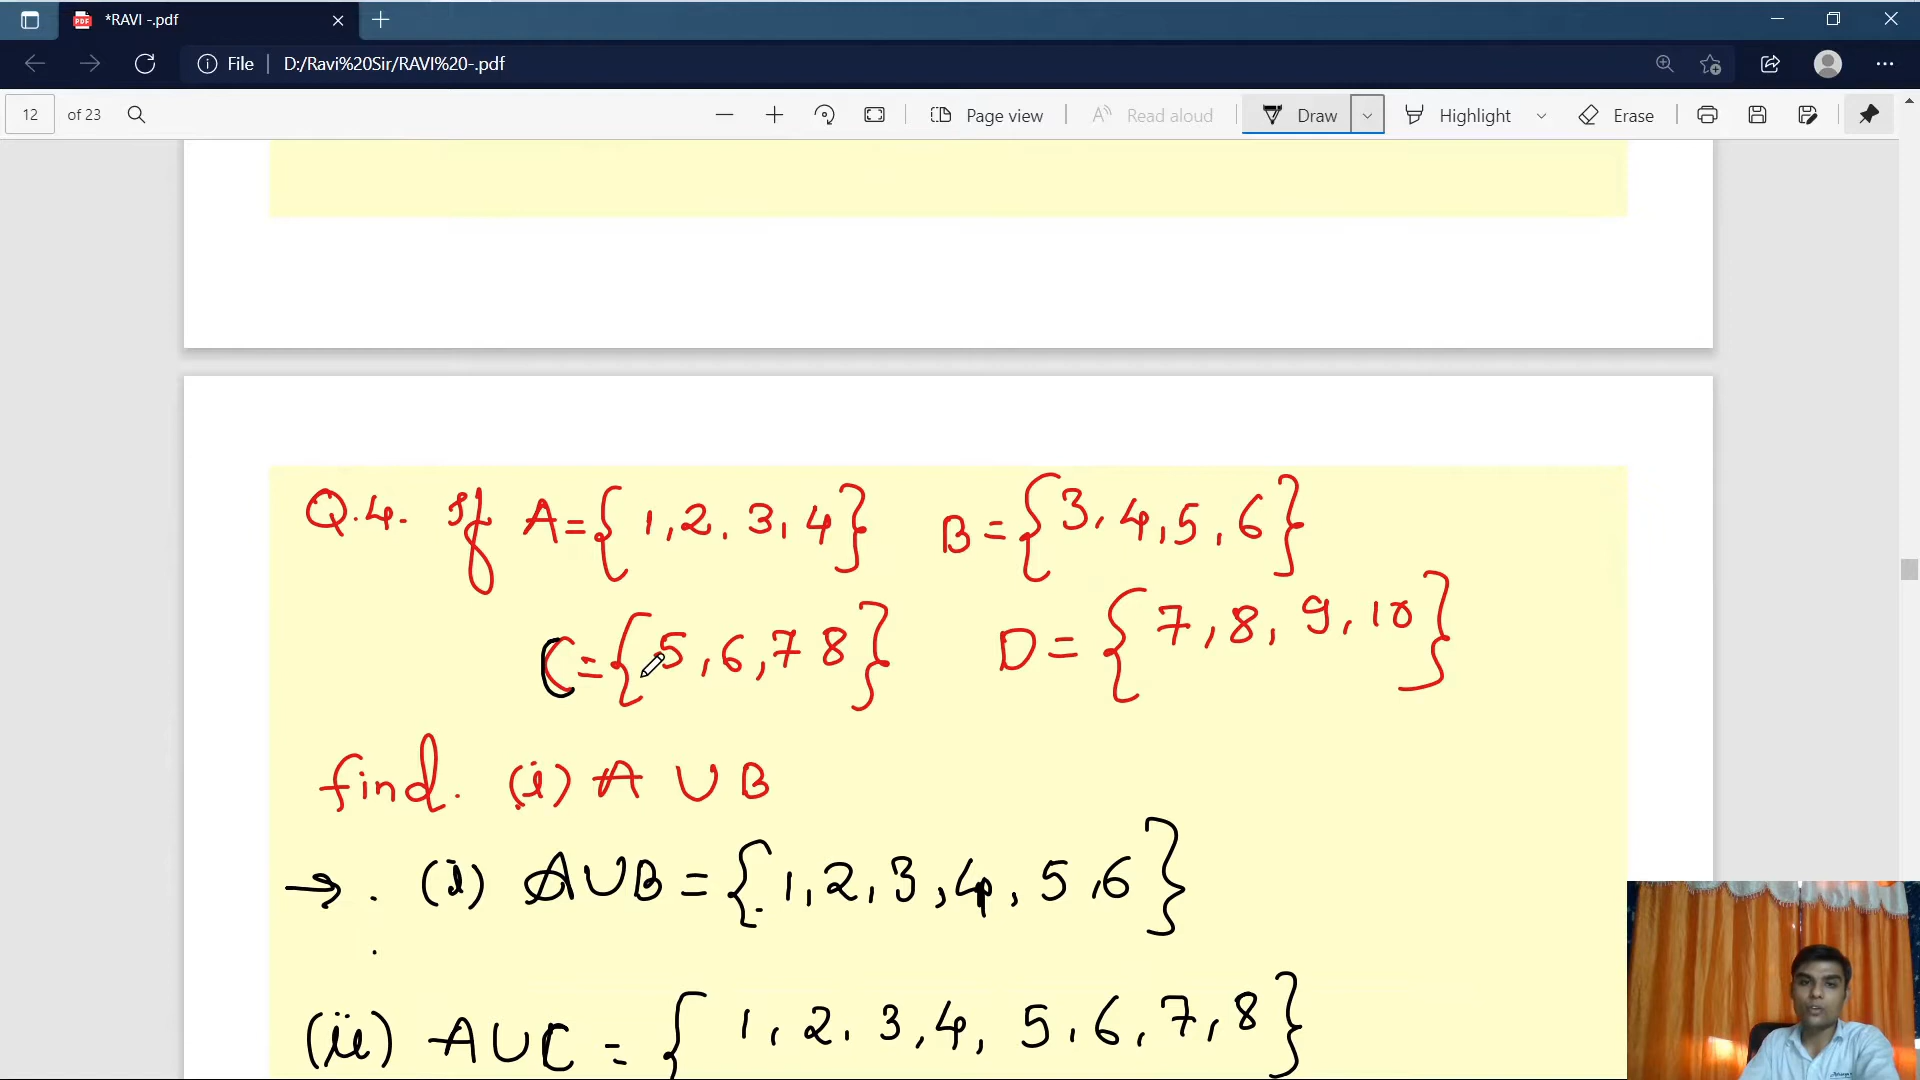 *RAVI -.pdf
File D:/Ravi%20Sir/RAVI%20-.pdf
12 of 23 Page view Read aloud Draw Highlight Erase
Q.4. If A={1,2,3,4} B={3,4,5,6}
C={5,6,7 8} D={7,8,9,10}
find. (i) A ∪ B
→ . (i) A∪B={1,2,3,4,5,6}
(ii) A∪C={1,2,3,4,5,6,7,8}